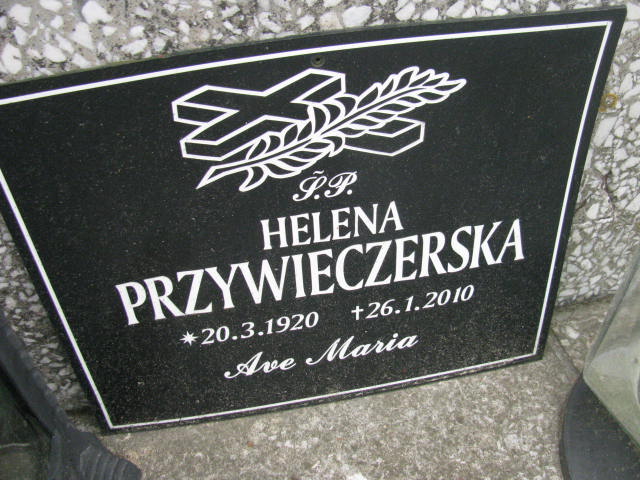 Ś.P.
HELENA
PRZYWIECZERSKA
*20.3.1920 †26.1.2010
Ave Maria